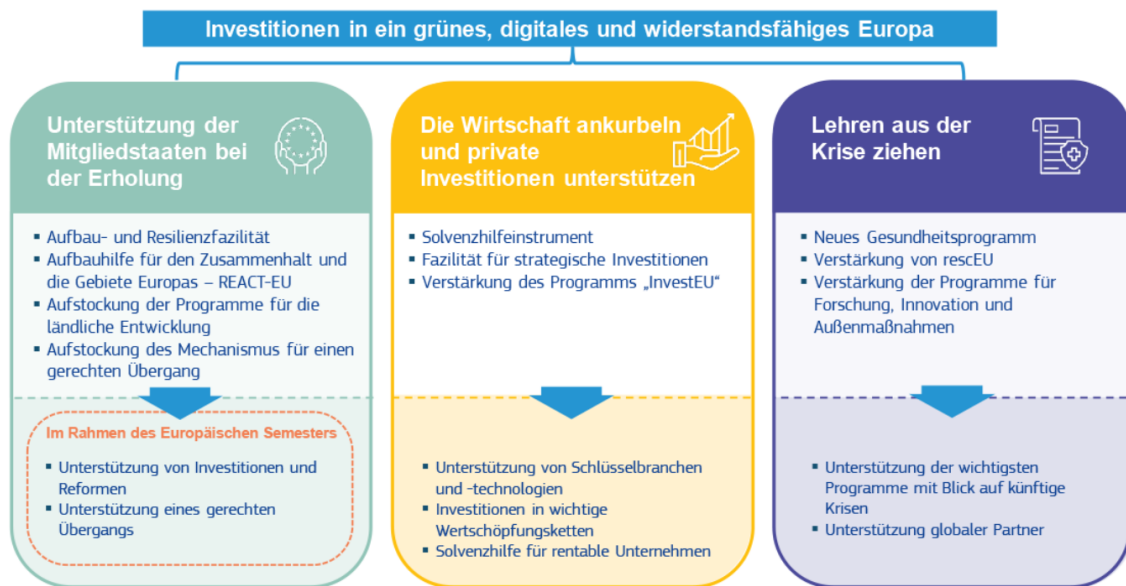 Investitionen in ein grünes, digitales und widerstandsfähiges Europa
Unterstützung der
Mitgliedstaaten bei
der Erholung
▪ Aufbau- und Resilienzfazilität
▪ Aufbauhilfe für den Zusammenhalt und
die Gebiete Europas – REACT-EU
▪ Aufstockung der Programme für die
ländliche Entwicklung
▪ Aufstockung des Mechanismus für einen
gerechten Übergang
Im Rahmen des Europäischen Semesters
▪ Unterstützung von Investitionen und
Reformen
▪ Unterstützung eines gerechten
Übergangs
Die Wirtschaft ankurbeln
und private
Investitionen unterstützen
▪ Solvenzhilfeinstrument
▪ Fazilität für strategische Investitionen
▪ Verstärkung des Programms „InvestEU“
▪ Unterstützung von Schlüsselbranchen
und -technologien
▪ Investitionen in wichtige
Wertschöpfungsketten
▪ Solvenzhilfe für rentable Unternehmen
Lehren aus der
Krise ziehen
▪ Neues Gesundheitsprogramm
▪ Verstärkung von rescEU
▪ Verstärkung der Programme für
Forschung, Innovation und
Außenmaßnahmen
▪ Unterstützung der wichtigsten
Programme mit Blick auf künftige
Krisen
▪ Unterstützung globaler Partner